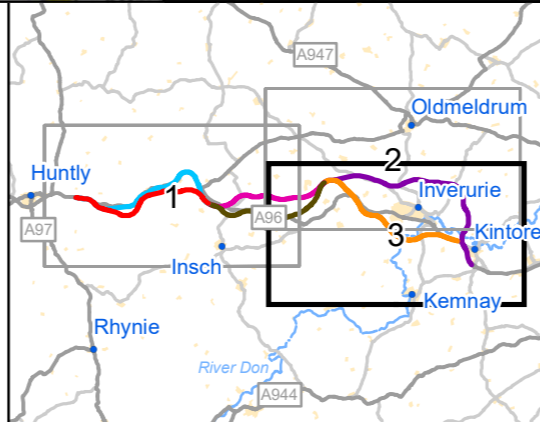 A947
Oldmeldrum
2
Huntly
1
Inverurie
A96
A97
3
Kintore
Insch
Kemnay
Rhynie
River Don
A944